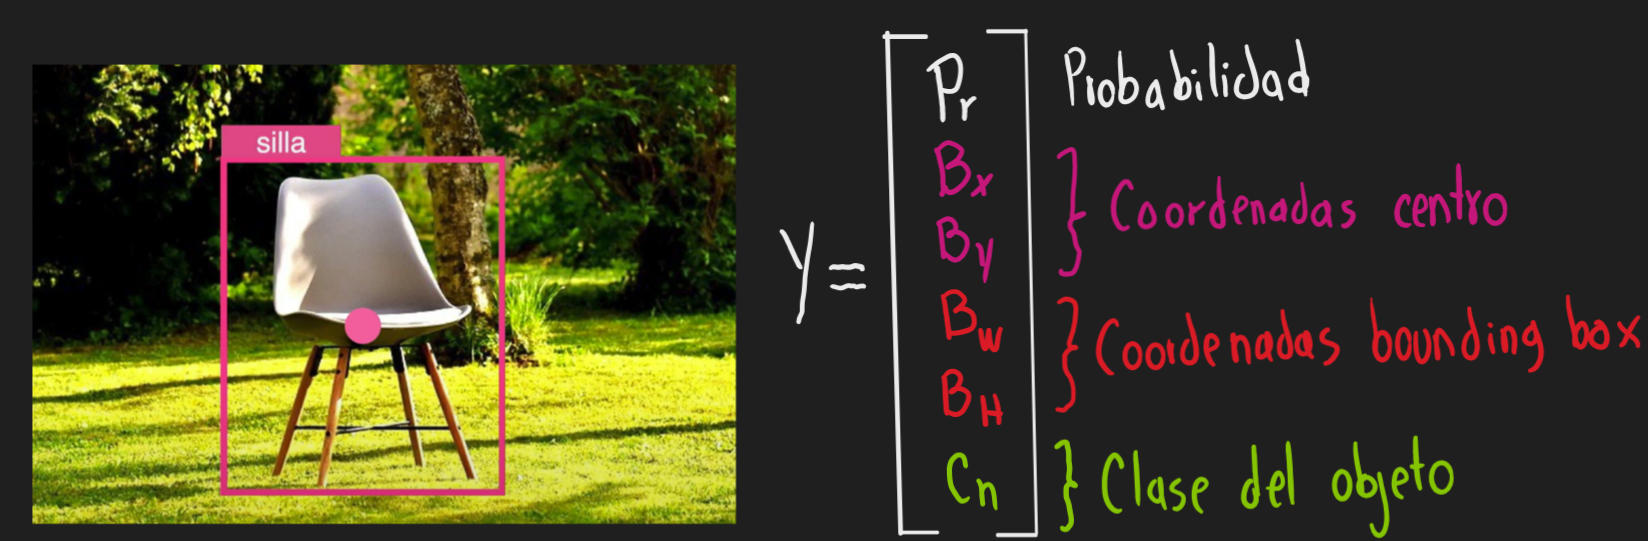 silla
Pr Probabilidad
Bx
By
Coordenadas centro
Y=
Bw
BH
Coordenadas bounding box
Cn Clase del objeto